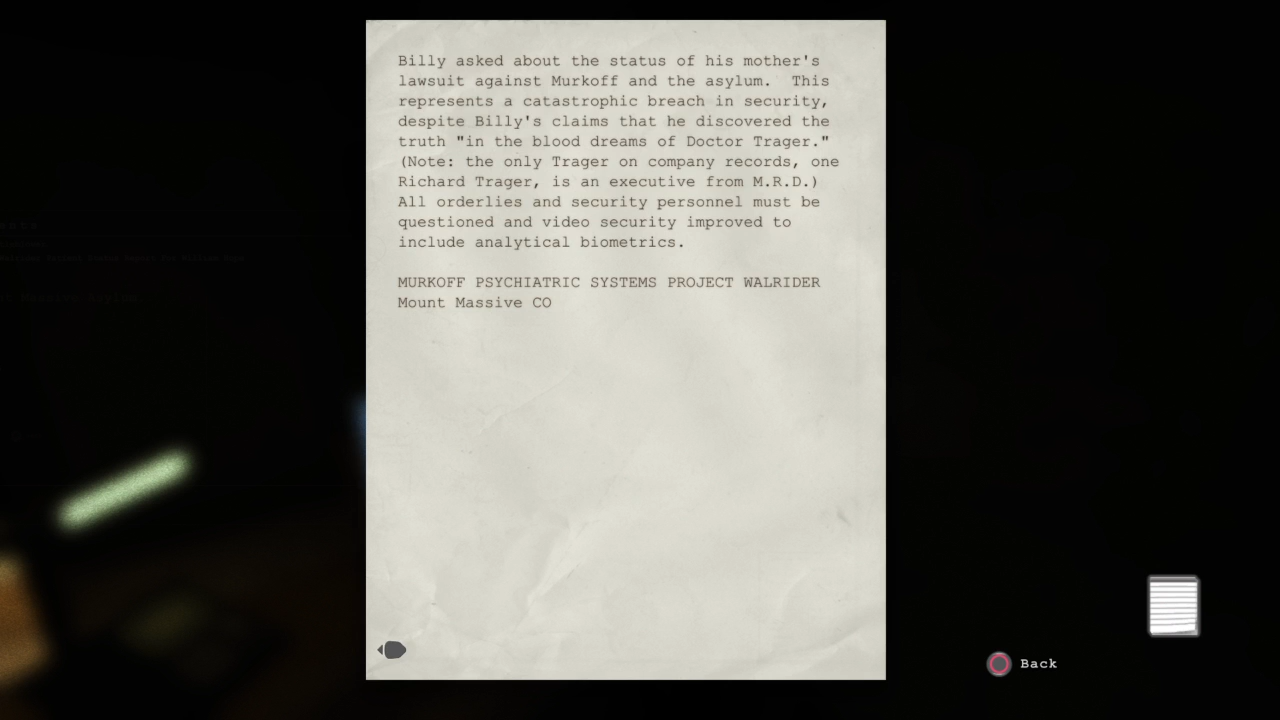 Billy asked about the status of his mother's
lawsuit against Murkoff and the asylum.  This
represents a catastrophic breach in security,
despite Billy's claims that he discovered the
truth "in the blood dreams of Doctor Trager."
(Note: the only Trager on company records, one
Richard Trager, is an executive from M.R.D.)
All orderlies and security personnel must be
questioned and video security improved to
include analytical biometrics.

MURKOFF PSYCHIATRIC SYSTEMS PROJECT WALRIDER
Mount Massive CO
Back